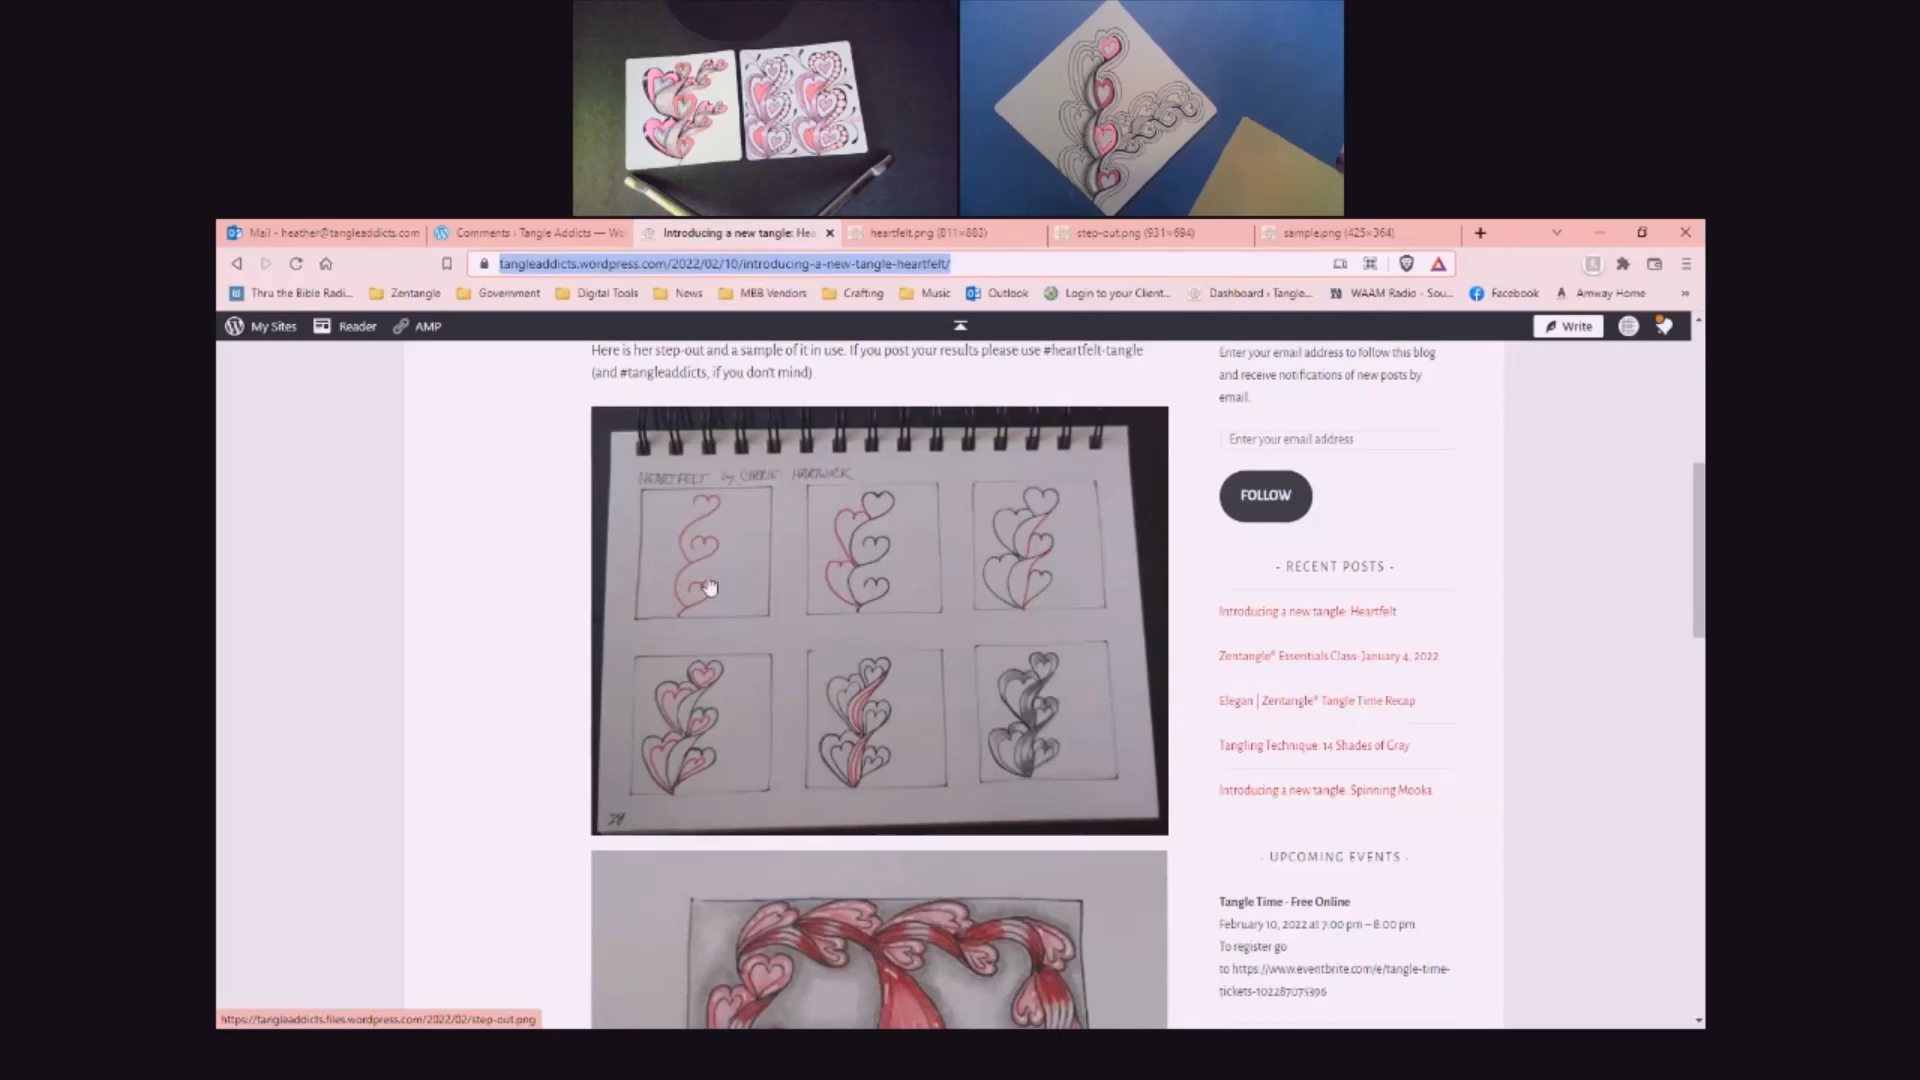 Mail - heather@tangleaddicts.com
Comments ‹ Tangle Addicts — Wo
Introducing a new tangle: Hea
heartfelt.png (811×883)
step-out.png (931×694)
sample.png (425×364)
tangleaddicts.wordpress.com/2022/02/10/introducing-a-new-tangle-heartfelt/
Thru the Bible Radi...
Zentangle
Government
Digital Tools
News
MBB Vendors
Crafting
Music
Outlook
Login to your Client...
Dashboard ‹ Tangle...
WAAM Radio - Sou...
Facebook
Amway Home
My Sites
Reader
AMP
Write
Here is her step-out and a sample of it in use. If you post your results please use #heartfelt-tangle
(and #tangleaddicts, if you don't mind).
HEARTFELT by CHRIE HARDWICK
28
Enter your email address to follow this blog
and receive notifications of new posts by
email.
Enter your email address
FOLLOW
- RECENT POSTS -
Introducing a new tangle: Heartfelt
Zentangle® Essentials Class: January 4, 2022
Elegan | Zentangle® Tangle Time Recap
Tangling Technique: 14 Shades of Gray
Introducing a new tangle: Spinning Mooka
- UPCOMING EVENTS -
Tangle Time - Free Online
February 10, 2022 at 7:00 pm – 8:00 pm
To register go
to https://www.eventbrite.com/e/tangle-time-
tickets-102287075396
https://tangleaddicts.files.wordpress.com/2022/02/step-out.png